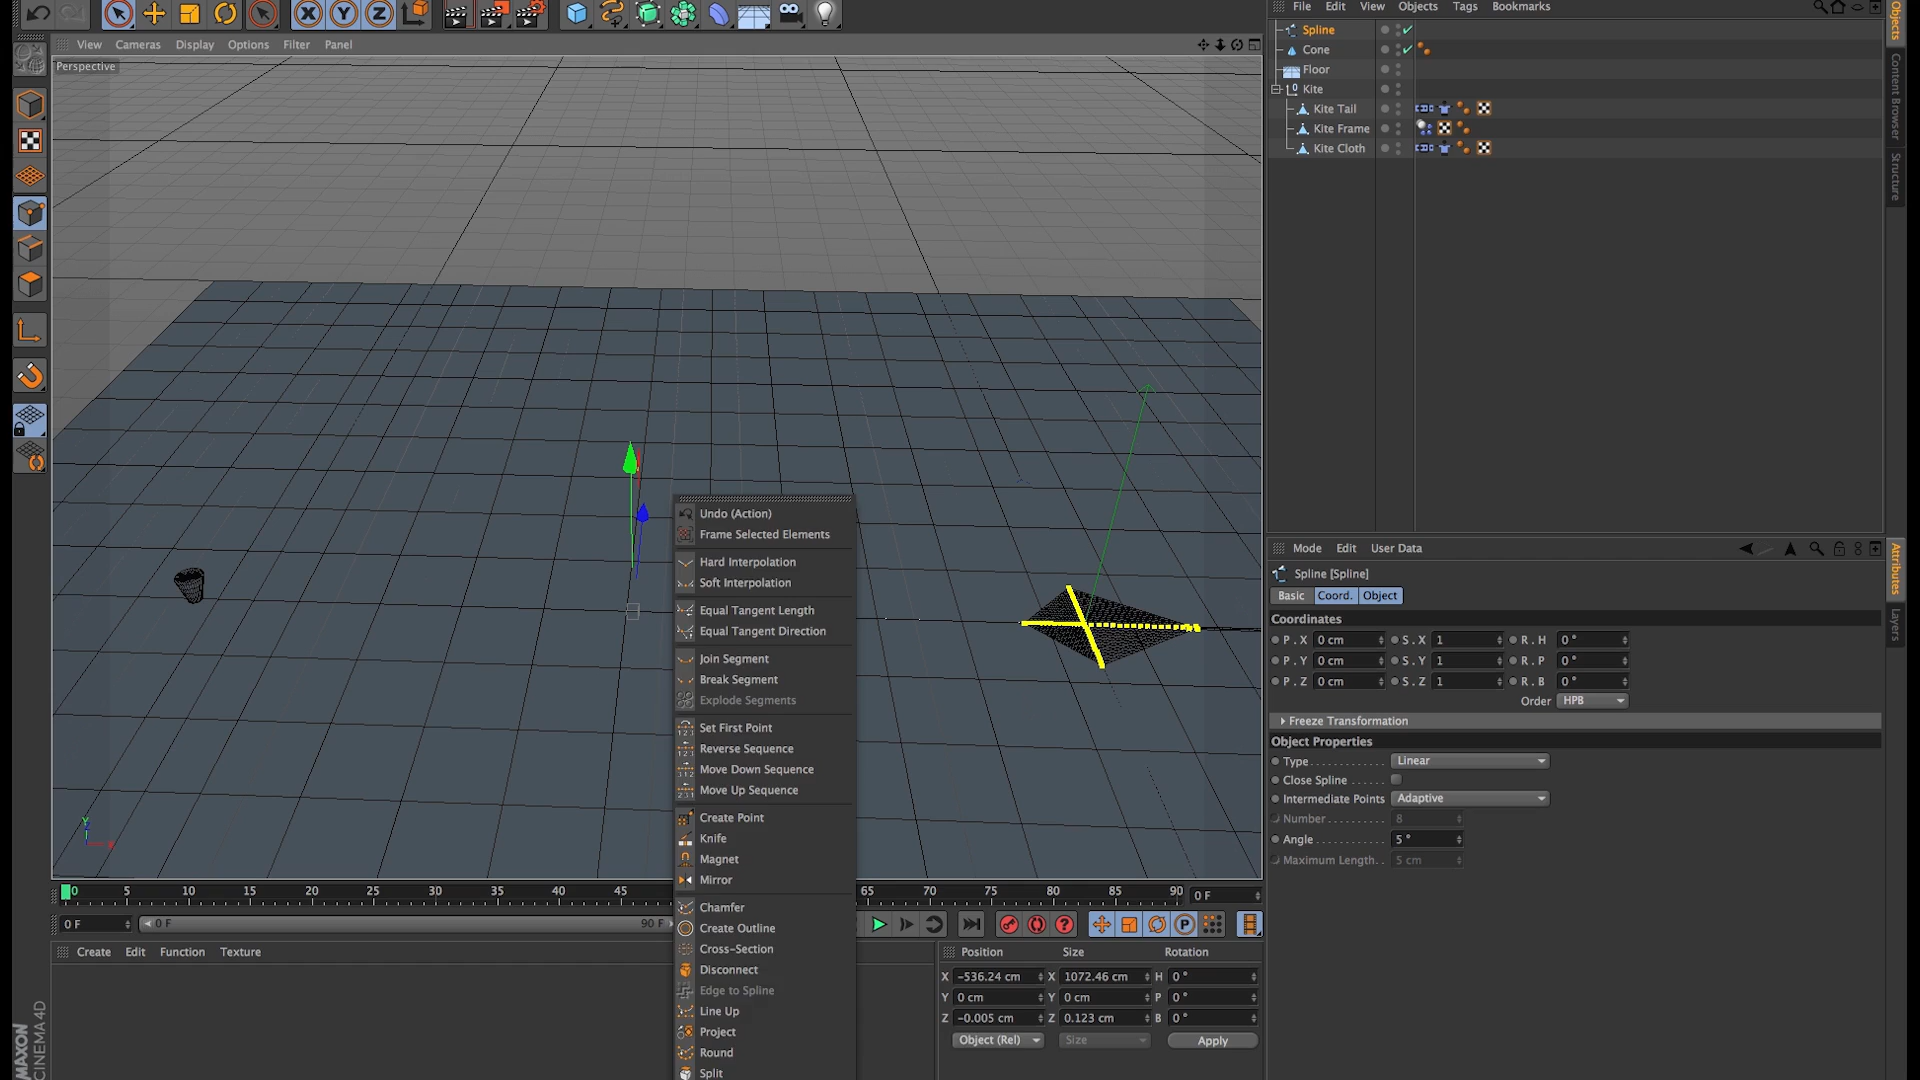 File Edit View Objects Tags Bookmarks
View Cameras Display Options Filter Panel
Perspective
Spline
Cone
Floor
Kite
Kite Tail
Kite Frame
Kite Cloth
Objects
Content Browser
Structure
Undo (Action)
Frame Selected Elements
Hard Interpolation
Soft Interpolation
Equal Tangent Length
Equal Tangent Direction
Join Segment
Break Segment
Explode Segments
Set First Point
Reverse Sequence
Move Down Sequence
Move Up Sequence
Create Point
Knife
Magnet
Mirror
Chamfer
Create Outline
Cross-Section
Disconnect
Edge to Spline
Line Up
Project
Round
Split
Mode Edit User Data
Spline [Spline]
Basic Coord. Object
Coordinates
P . X 0 cm S . X 1 R . H 0 °
P . Y 0 cm S . Y 1 R . P 0 °
P . Z 0 cm S . Z 1 R . B 0 °
Order HPB
Freeze Transformation
Object Properties
Type Linear
Close Spline
Intermediate Points Adaptive
Number 8
Angle 5 °
Maximum Length 5 cm
Attributes
Layers
0 5 10 15 20 25 30 35 40 45 65 70 75 80 85 90 0 F
0 F 0 F 90 F
Create Edit Function Texture
Position Size Rotation
X -536.24 cm X 1072.46 cm H 0 °
Y 0 cm Y 0 cm P 0 °
Z -0.005 cm Z 0.123 cm B 0 °
Object (Rel) Size Apply
MAXON
CINEMA 4D
X Y Z
Y
P